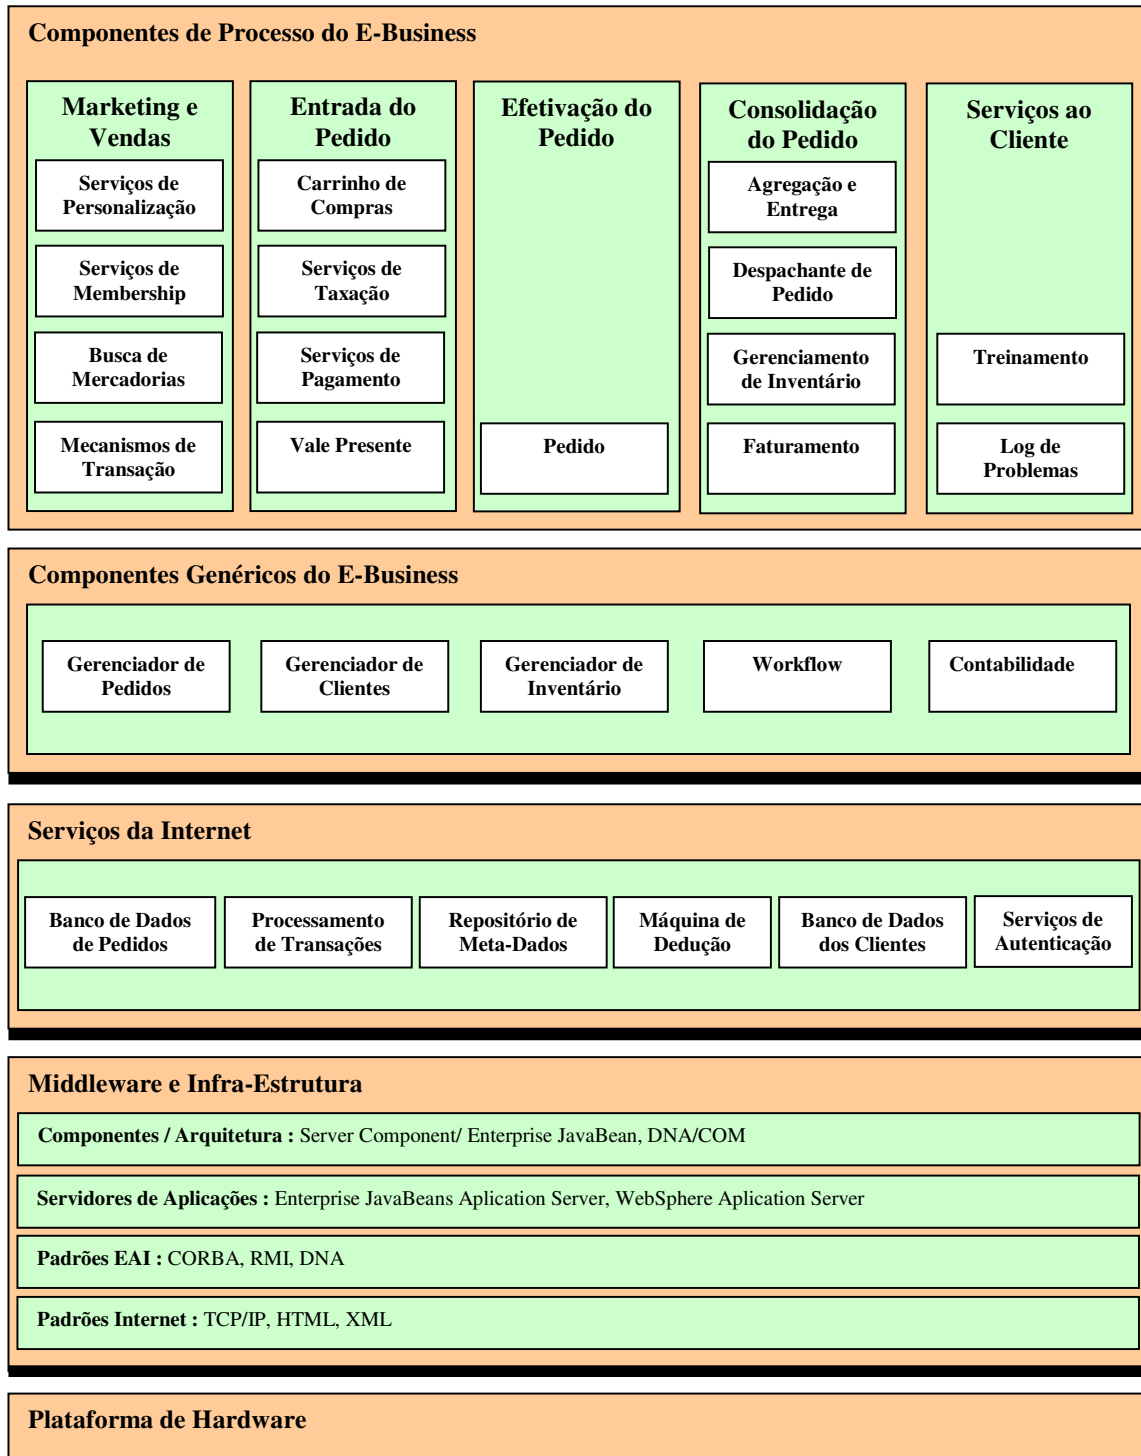 Componentes de Processo do E-Business
Marketing e
Vendas
Serviços de
Personalização
Serviços de
Membership
Busca de
Mercadorias
Mecanismos de
Transação
Entrada do
Pedido
Carrinho de
Compras
Serviços de
Taxação
Serviços de
Pagamento
Vale Presente
Efetivação do
Pedido
Pedido
Consolidação
do Pedido
Agregação e
Entrega
Despachante de
Pedido
Gerenciamento
de Inventário
Faturamento
Serviços ao
Cliente
Treinamento
Log de
Problemas
Componentes Genéricos do E-Business
Gerenciador de
Pedidos
Gerenciador de
Clientes
Gerenciador de
Inventário
Workflow
Contabilidade
Serviços da Internet
Banco de Dados
de Pedidos
Processamento
de Transações
Repositório de
Meta-Dados
Máquina de
Dedução
Banco de Dados
dos Clientes
Serviços de
Autenticação
Middleware e Infra-Estrutura
Componentes / Arquitetura : Server Component/ Enterprise JavaBean, DNA/COM
Servidores de Aplicações : Enterprise JavaBeans Aplication Server, WebSphere Aplication Server
Padrões EAI : CORBA, RMI, DNA
Padrões Internet : TCP/IP, HTML, XML
Plataforma de Hardware